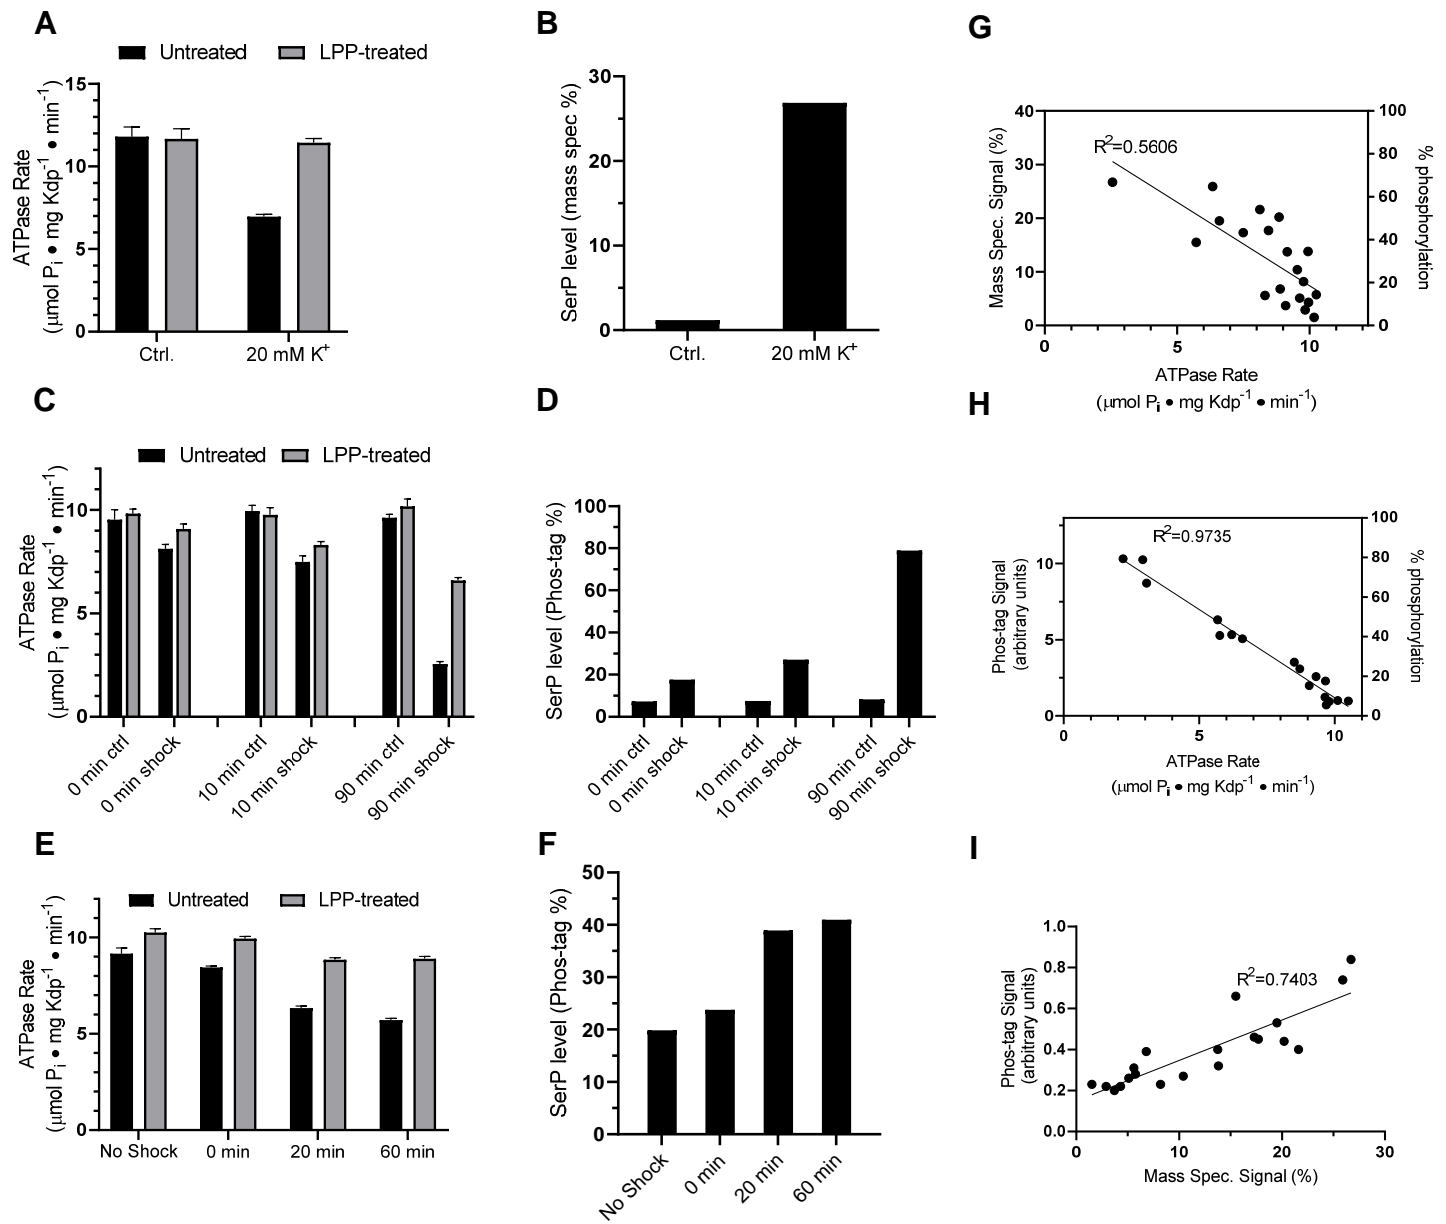 A
Untreated
LPP-treated
ATPase Rate
(μmol Pi • mg Kdp-1 • min-1)
15
10
5
0
Ctrl.
20 mM K+
B
SerP level (mass spec %)
30
20
10
0
Ctrl.
20 mM K+
G
R2=0.5606
Mass Spec. Signal (%)
40
30
20
10
0
100
80
60
40
20
0
% phosphorylation
0
5
10
ATPase Rate
(μmol Pi • mg Kdp-1 • min-1)
C
Untreated
LPP-treated
ATPase Rate
(μmol Pi • mg Kdp-1 • min-1)
10
5
0
0 min ctrl
0 min shock
10 min ctrl
10 min shock
90 min ctrl
90 min shock
D
SerP level (Phos-tag %)
100
80
60
40
20
0
0 min ctrl
0 min shock
10 min ctrl
10 min shock
90 min ctrl
90 min shock
H
R2=0.9735
Phos-tag Signal
(arbitrary units)
10
5
0
100
80
60
40
20
0
% phosphorylation
0
5
10
ATPase Rate
(μmol Pi • mg Kdp-1 • min-1)
E
Untreated
LPP-treated
ATPase Rate
(μmol Pi • mg Kdp-1 • min-1)
10
5
0
No Shock
0 min
20 min
60 min
F
SerP level (Phos-tag %)
50
40
30
20
10
0
No Shock
0 min
20 min
60 min
I
R2=0.7403
Phos-tag Signal
(arbitrary units)
1.0
0.8
0.6
0.4
0.2
0.0
0
10
20
30
Mass Spec. Signal (%)